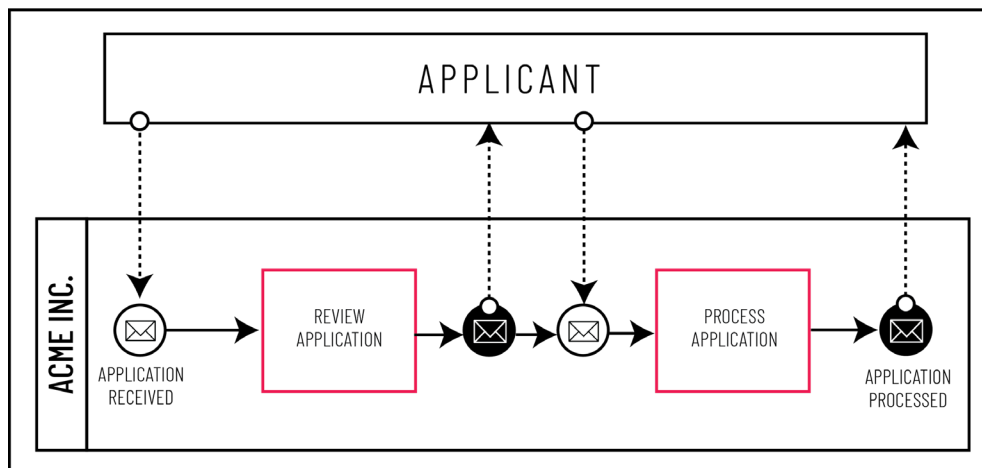 APPLICANT
ACME INC.
REVIEW
APPLICATION
PROCESS
APPLICATION
APPLICATION
RECEIVED
APPLICATION
PROCESSED